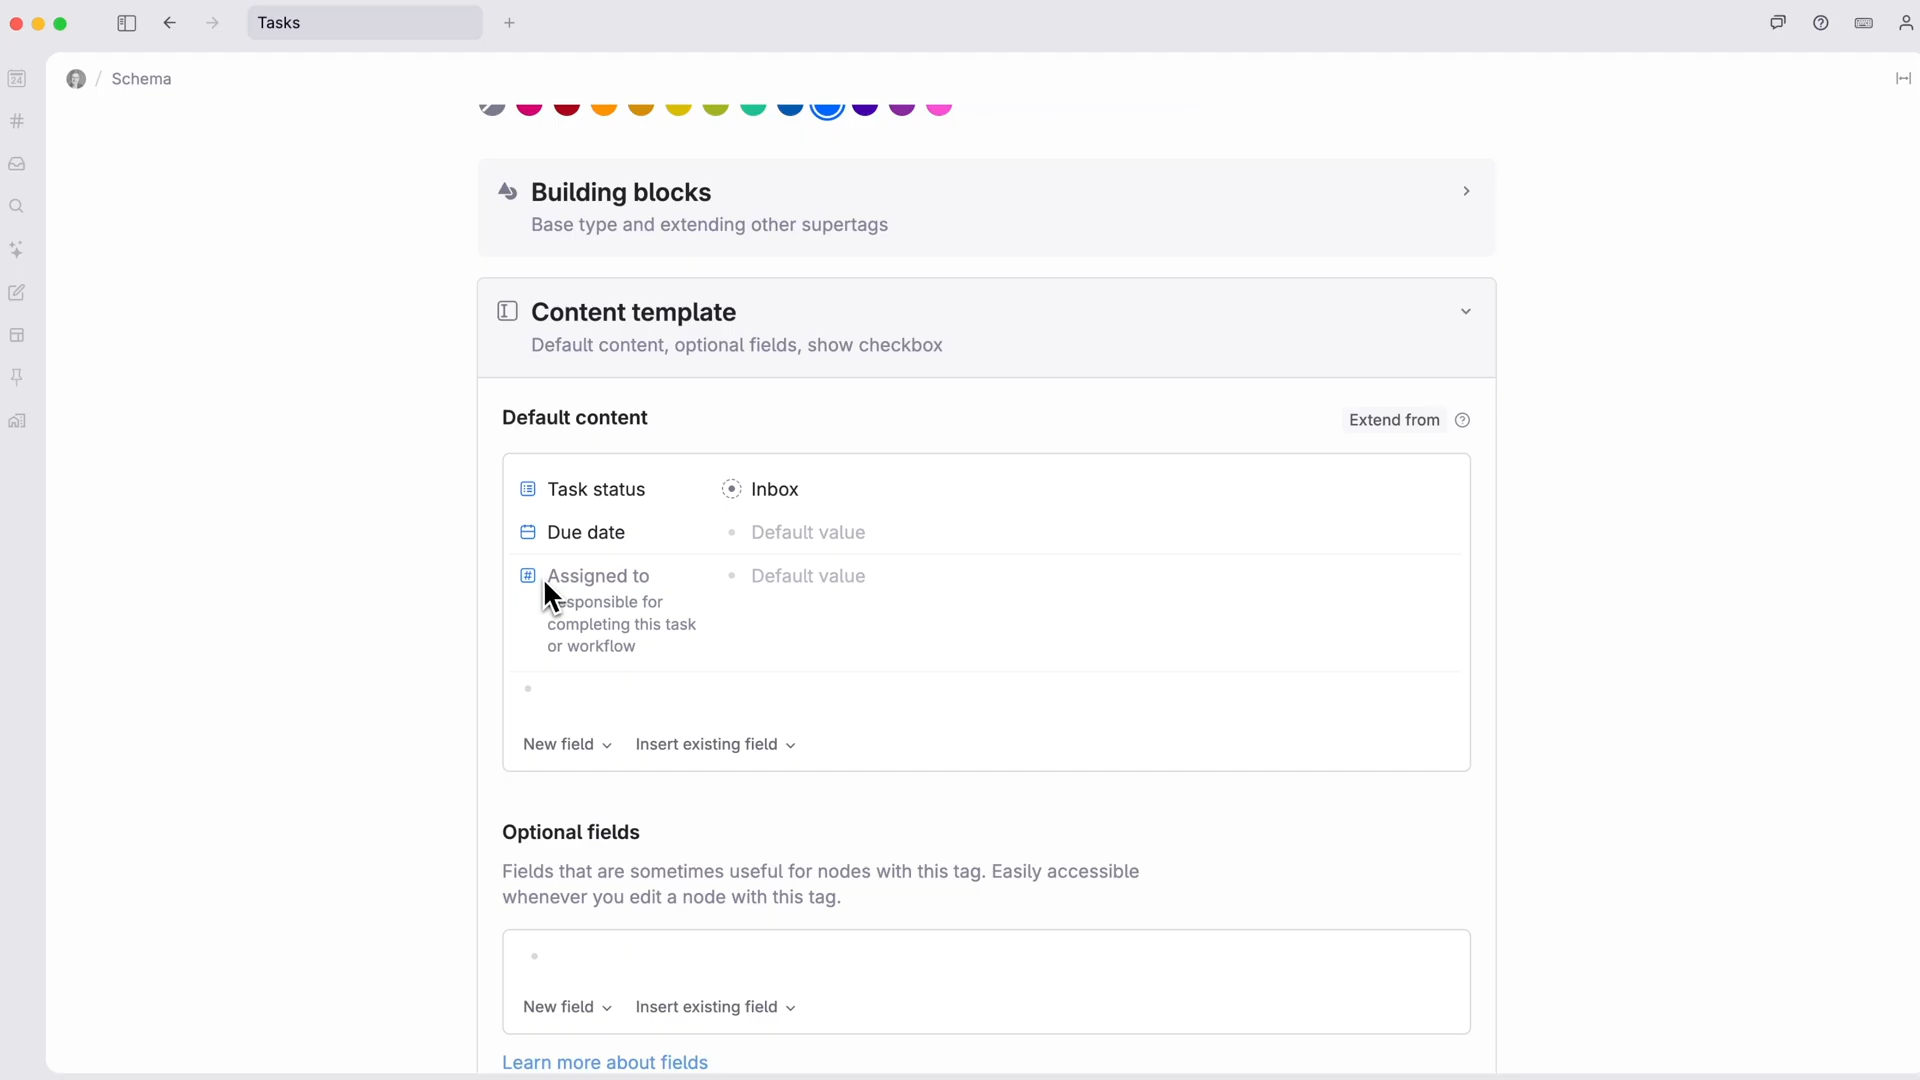 Tasks
24
Schema
Building blocks
Base type and extending other supertags
Content template
Default content, optional fields, show checkbox
Default content
Extend from
Task status
Inbox
Due date
Default value
Assigned to
Default value
sponsible for
completing this task
or workflow
New field
Insert existing field
Optional fields
Fields that are sometimes useful for nodes with this tag. Easily accessible
whenever you edit a node with this tag.
New field
Insert existing field
Learn more about fields